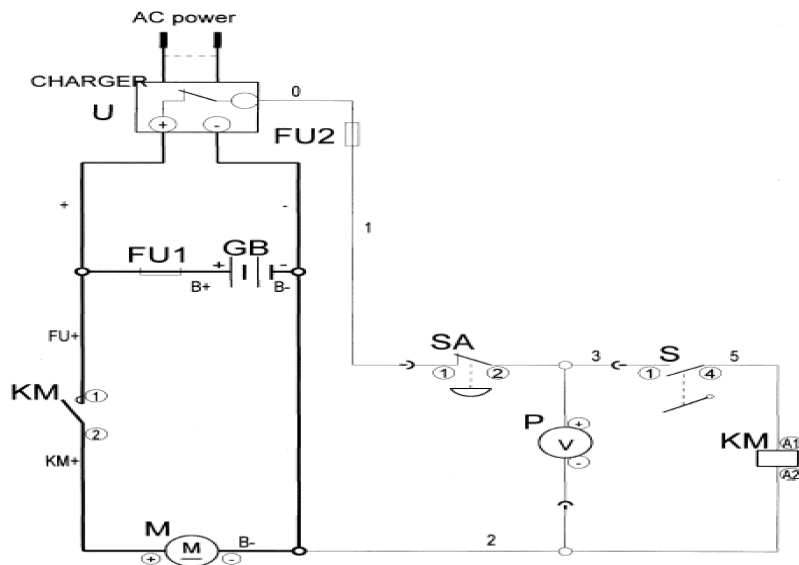 AC power
CHARGER
U
+ -
0
FU2
+ -
1
FU1 GB
+ -
B+ B-
FU+
SA 3 S 5
1 2 1 4
KM 1
2
P + V -
KM A1
A2
KM+
M B- 2
+ M -